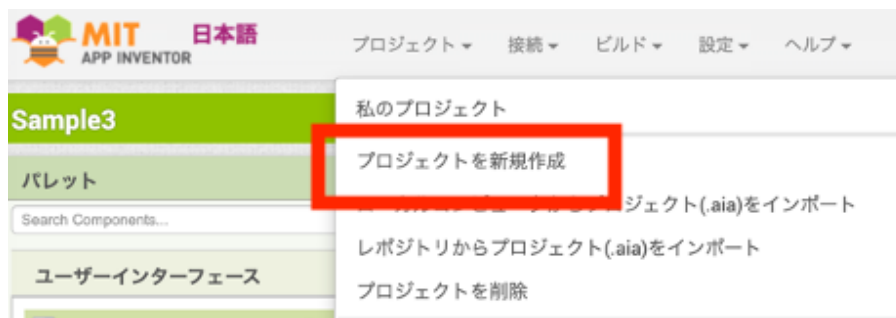 MIT
APP INVENTOR
日本語
プロジェクト 接続 ビルド 設定 ヘルプ
Sample3
私のプロジェクト
プロジェクトを新規作成
パレット
プロジェクト(.aia)をインポート
Search Components...
レポジトリからプロジェクト(.aia)をインポート
ユーザーインターフェース
プロジェクトを削除